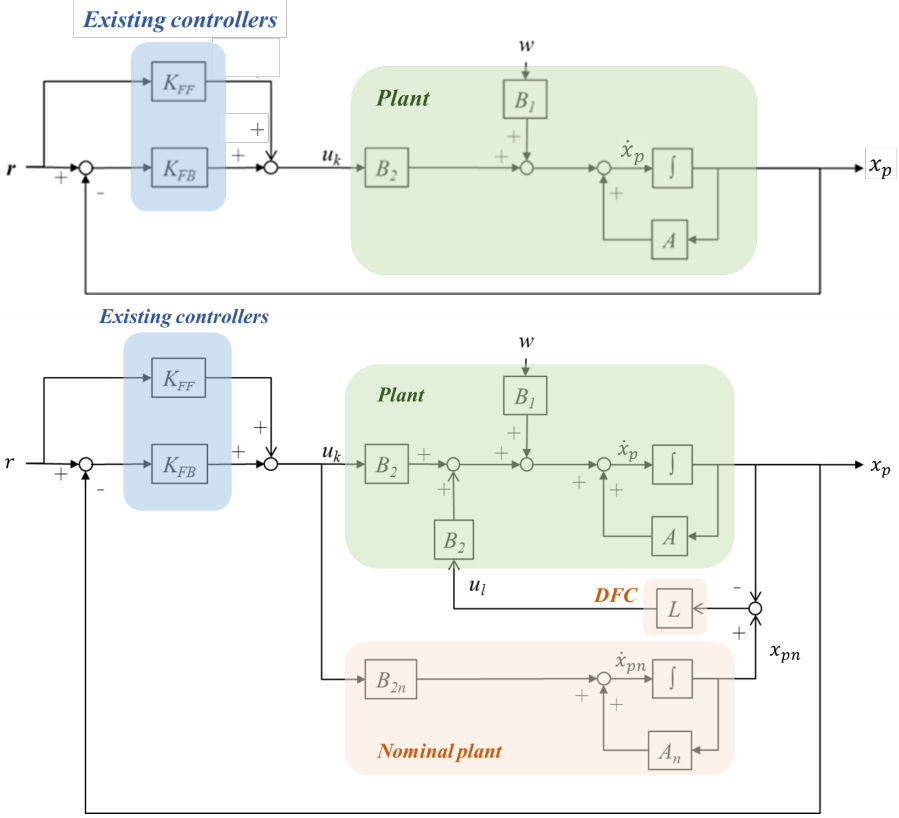 Existing controllers
w
K_FF
Plant
B_1
+
+
r
+
-
K_FB
+
u_k
B_2
+
ẋ_p
∫
x_p
+
A
Existing controllers
w
K_FF
Plant
B_1
+
+
r
+
-
K_FB
+
u_k
B_2
+
+
+
ẋ_p
∫
x_p
+
+
B_2
A
u_l
DFC
L
-
+
x_pn
B_2n
ẋ_pn
∫
+
+
Nominal plant
A_n